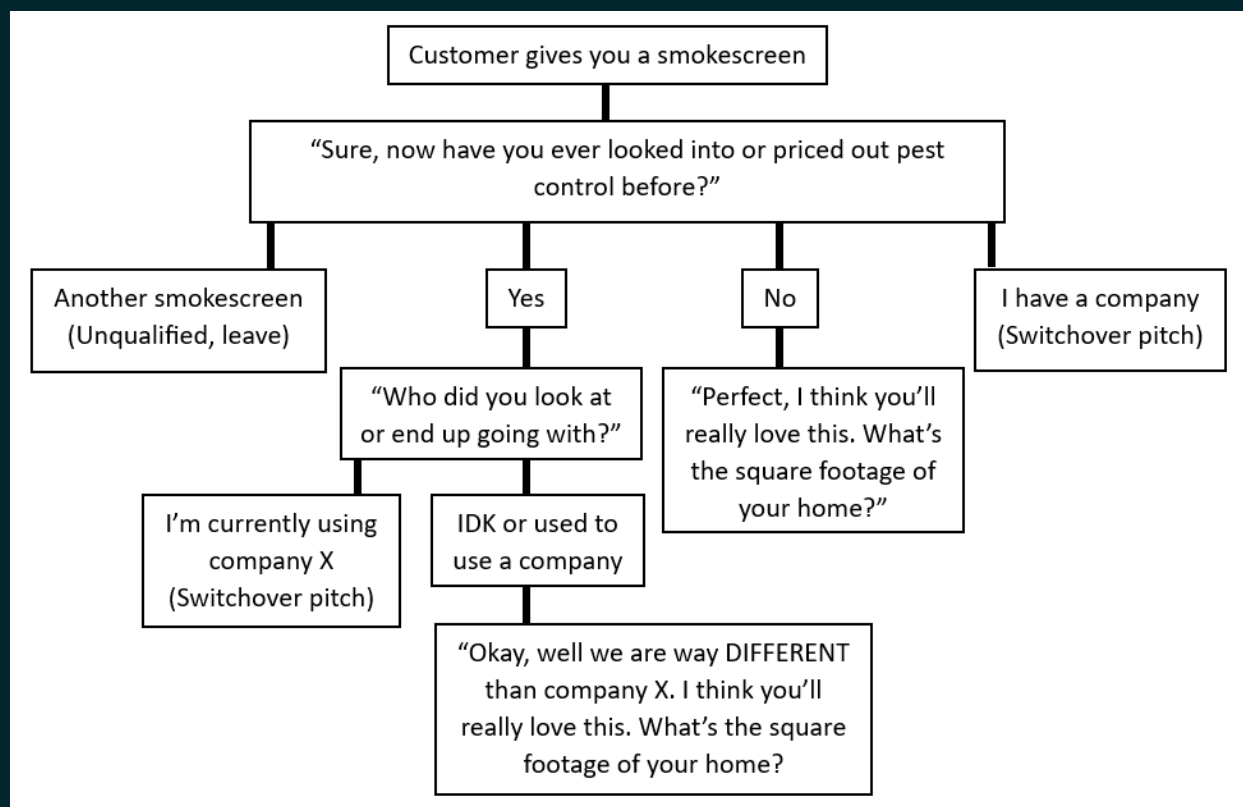 Customer gives you a smokescreen
“Sure, now have you ever looked into or priced out pest
control before?”
Another smokescreen
(Unqualified, leave)
Yes
No
I have a company
(Switchover pitch)
“Who did you look at
or end up going with?”
“Perfect, I think you’ll
really love this. What’s
the square footage of
your home?”
I’m currently using
company X
(Switchover pitch)
IDK or used to
use a company
“Okay, well we are way DIFFERENT
than company X. I think you’ll
really love this. What’s the square
footage of your home?